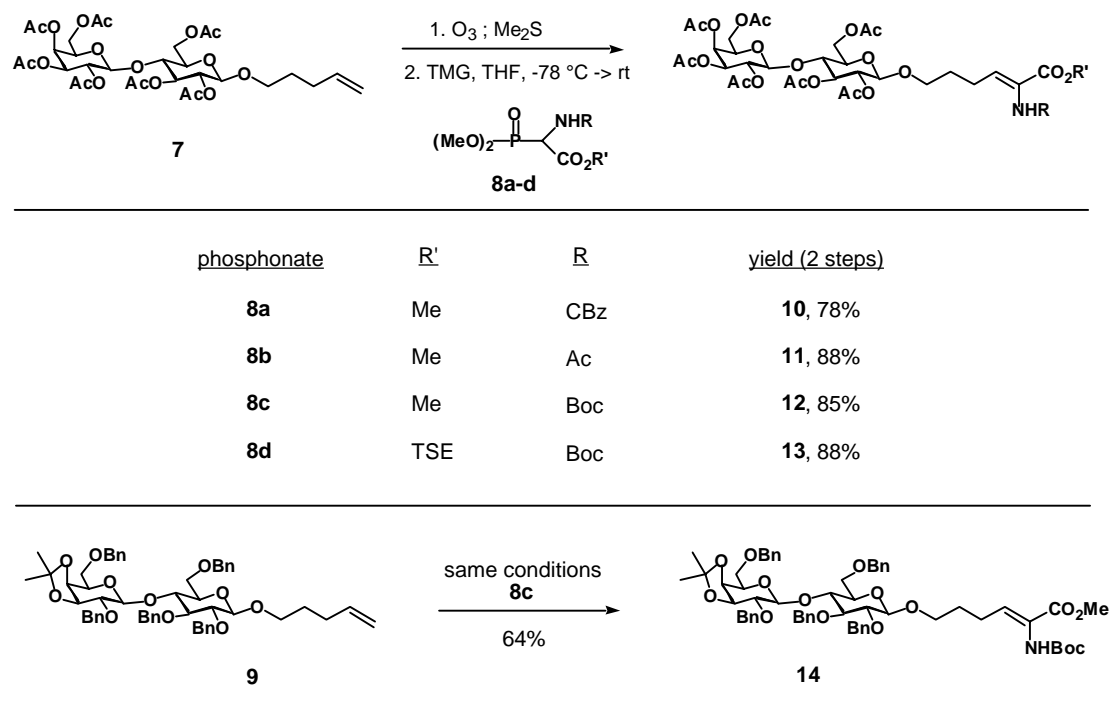 OAc OAc OAc
AcO O O O O
AcO AcO AcO AcO
7
1. O3 ; Me2S
2. TMG, THF, -78 °C -> rt
O NHR
(MeO)2 P
CO2R'
8a-d
AcO OAc OAc
AcO O O O O CO2R'
AcO AcO AcO NHR
phosphonate R' R yield (2 steps)
8a Me CBz 10, 78%
8b Me Ac 11, 88%
8c Me Boc 12, 85%
8d TSE Boc 13, 88%
O OBn OBn
O O O O O
BnO BnO BnO
9
same conditions
8c
64%
O OBn OBn
O O O O O CO2Me
BnO BnO BnO NHBoc
14